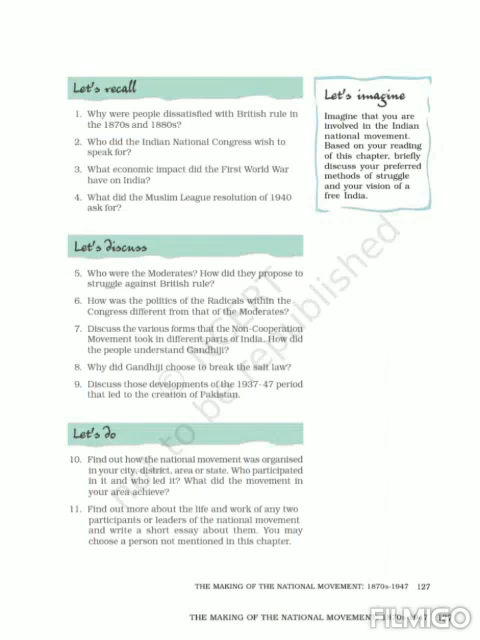 Let's recall
1. Why were people dissatisfied with British rule in
the 1870s and 1880s?
2. Who did the Indian National Congress wish to
speak for?
3. What economic impact did the First World War
have on India?
4. What did the Muslim League resolution of 1940
ask for?
Let's imagine
Imagine that you are
involved in the Indian
national movement.
Based on your reading
of this chapter, briefly
discuss your preferred
methods of struggle
and your vision of a
free India.
Let's discuss
5. Who were the Moderates? How did they propose to
struggle against British rule?
6. How was the politics of the Radicals within the
Congress different from that of the Moderates?
7. Discuss the various forms that the Non-Cooperation
Movement took in different parts of India. How did
the people understand Gandhiji?
8. Why did Gandhiji choose to break the salt law?
9. Discuss those developments of the 1937-47 period
that led to the creation of Pakistan.
Let's do
10. Find out how the national movement was organised
in your city, district, area or state. Who participated
in it and who led it? What did the movement in
your area achieve?
11. Find out more about the life and work of any two
participants or leaders of the national movement
and write a short essay about them. You may
choose a person not mentioned in this chapter.
© NCERT
not to be republished
THE MAKING OF THE NATIONAL MOVEMENT: 1870s-1947 127
THE MAKING OF THE NATIONAL MOVEMENT: 1870s-1947 127
FILMIGO